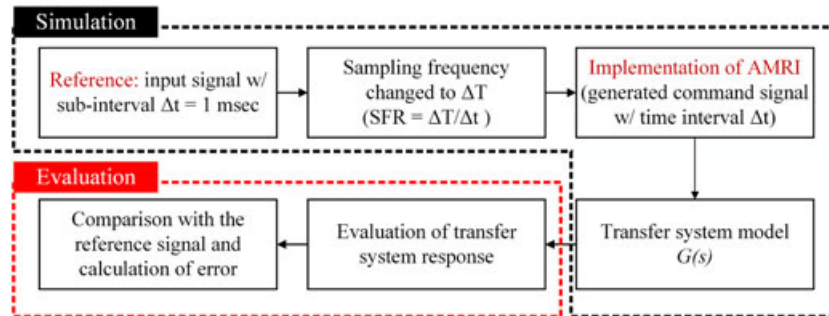 Simulation
Reference: input signal w/
sub-interval Δt = 1 msec
Sampling frequency
changed to ΔT
(SFR = ΔT/Δt )
Implementation of AMRI
(generated command signal
w/ time interval Δt)
Evaluation
Comparison with the
reference signal and
calculation of error
Evaluation of transfer
system response
Transfer system model
G(s)